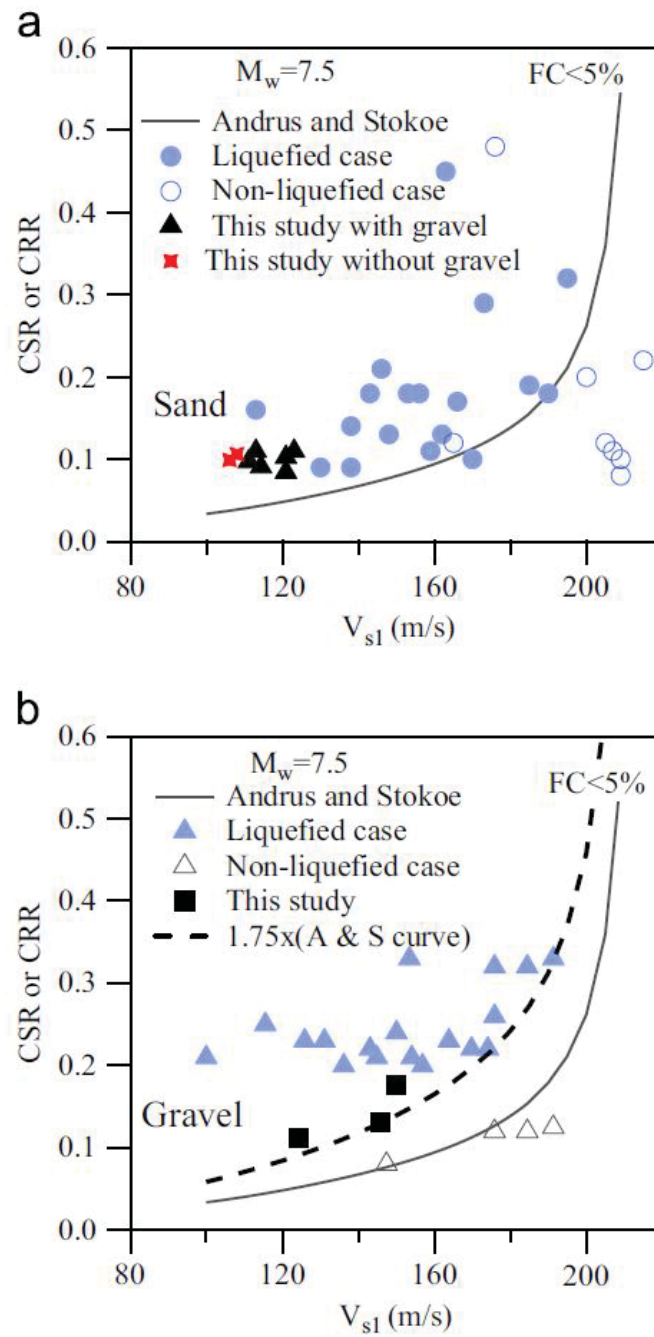 a
0.6
M_w=7.5
FC<5%
Andrus and Stokoe
0.5
Liquefied case
Non-liquefied case
0.4
This study with gravel
This study without gravel
CSR or CRR
0.3
0.2
Sand
0.1
0.0
80 120 160 200
V_s1 (m/s)
b
0.6
M_w=7.5
FC<5%
Andrus and Stokoe
0.5
Liquefied case
Non-liquefied case
0.4
This study
1.75x(A & S curve)
CSR or CRR
0.3
0.2
Gravel
0.1
0.0
80 120 160 200
V_s1 (m/s)